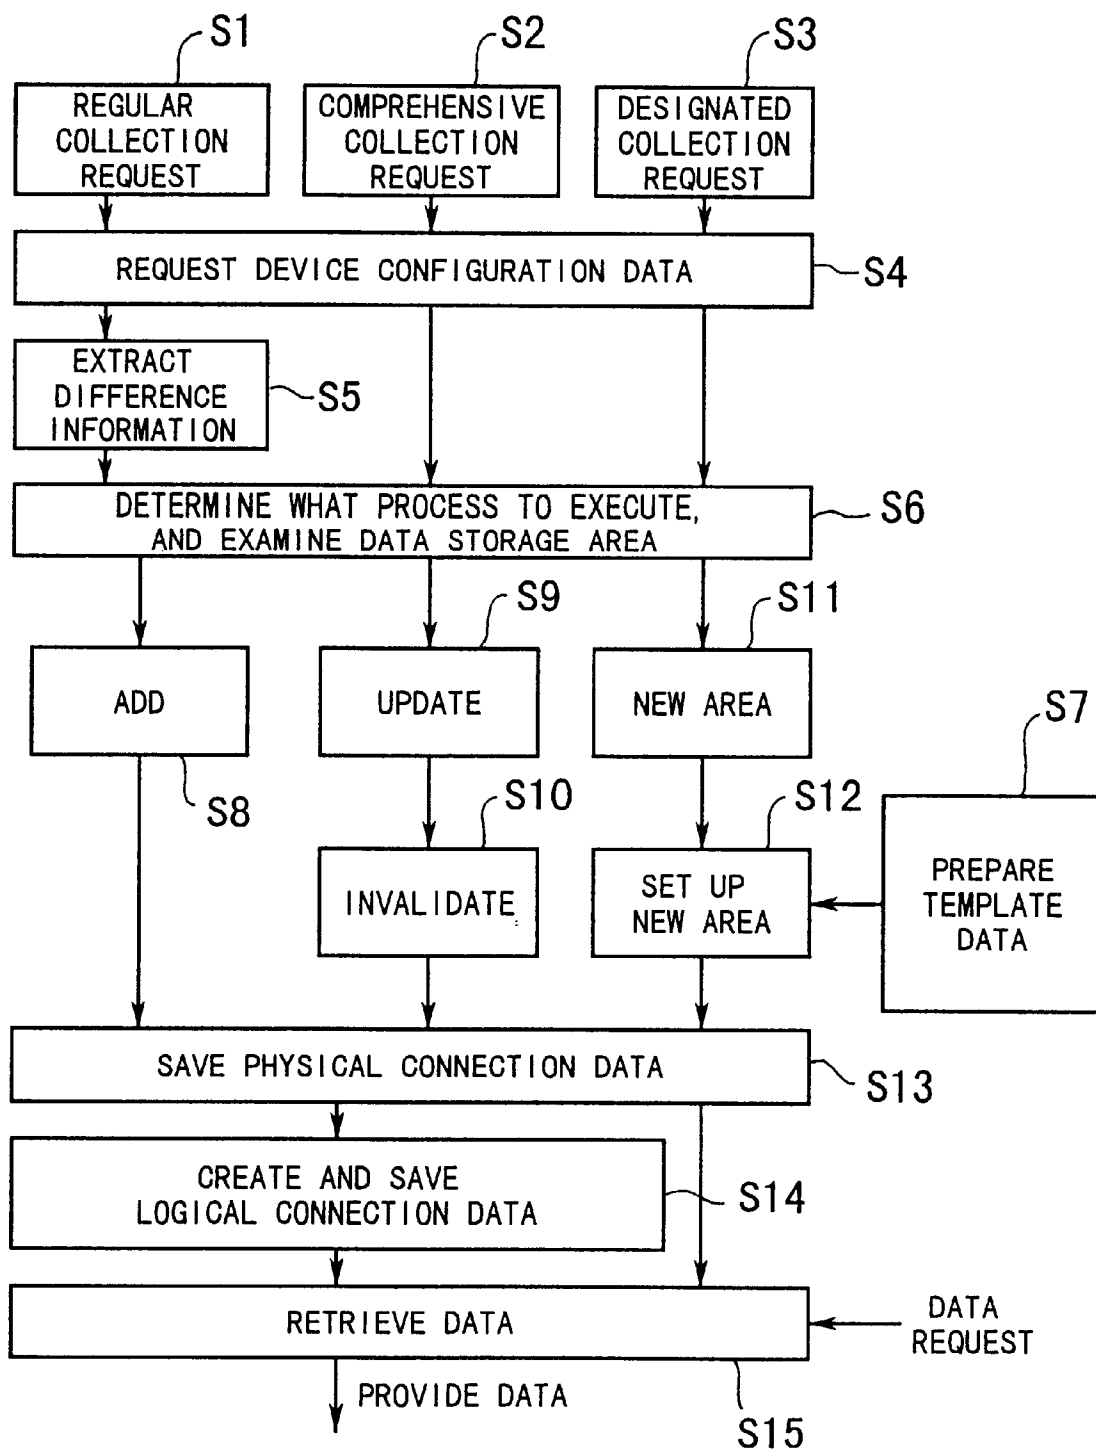 S1
S2
S3
REGULAR
COLLECTION
REQUEST
COMPREHENSIVE
COLLECTION
REQUEST
DESIGNATED
COLLECTION
REQUEST
REQUEST DEVICE CONFIGURATION DATA
S4
EXTRACT
DIFFERENCE
INFORMATION
S5
DETERMINE WHAT PROCESS TO EXECUTE,
AND EXAMINE DATA STORAGE AREA
S6
S9
S11
ADD
UPDATE
NEW AREA
S7
S8
S10
S12
INVALIDATE
SET UP
NEW AREA
PREPARE
TEMPLATE
DATA
SAVE PHYSICAL CONNECTION DATA
S13
CREATE AND SAVE
LOGICAL CONNECTION DATA
S14
RETRIEVE DATA
DATA
REQUEST
PROVIDE DATA
S15